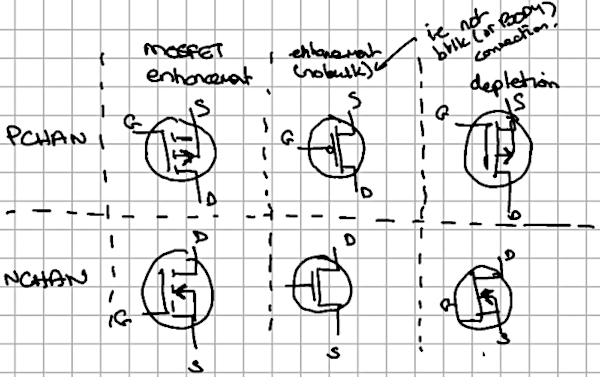 MOSFET
enhancement
enhancement
(no bulk)
ie not
bulk (or BODY)
connection.
depletion
PCHAN
G
S
D
G
S
D
G
S
D
NCHAN
G
D
S
D
S
G
D
S